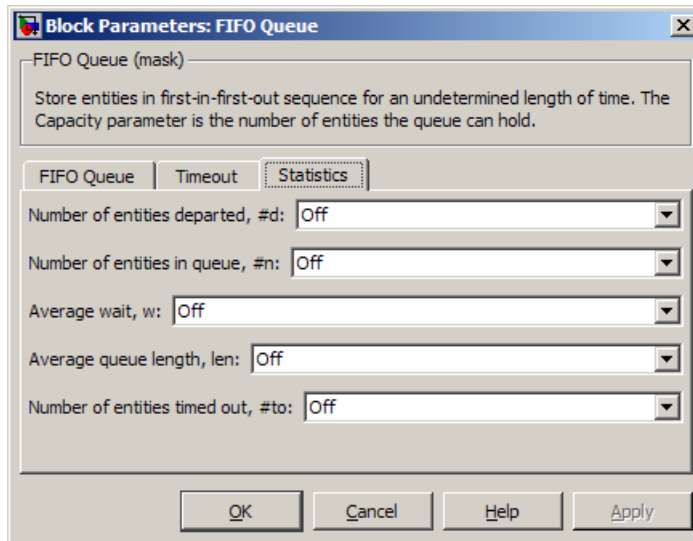 Block Parameters: FIFO Queue
FIFO Queue (mask)
Store entities in first-in-first-out sequence for an undetermined length of time. The
Capacity parameter is the number of entities the queue can hold.
FIFO Queue Timeout Statistics
Number of entities departed, #d: Off
Number of entities in queue, #n: Off
Average wait, w: Off
Average queue length, len: Off
Number of entities timed out, #to: Off
OK Cancel Help Apply